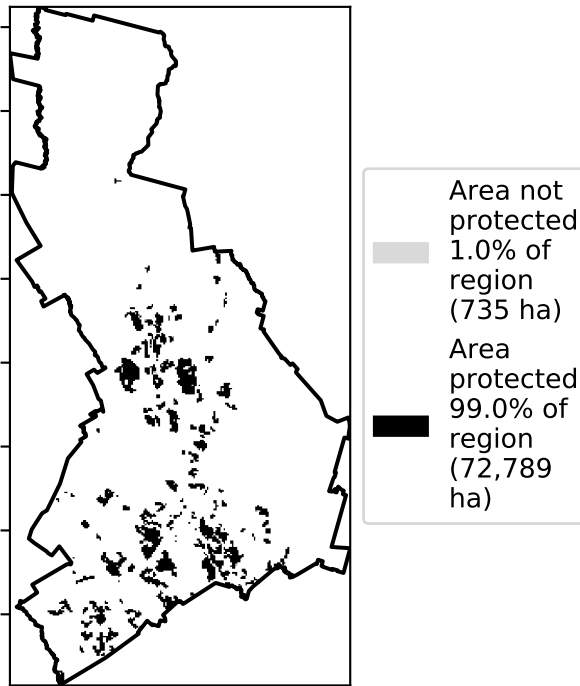 Area not
protected
1.0% of
region
(735 ha)
Area
protected
99.0% of
region
(72,789
ha)